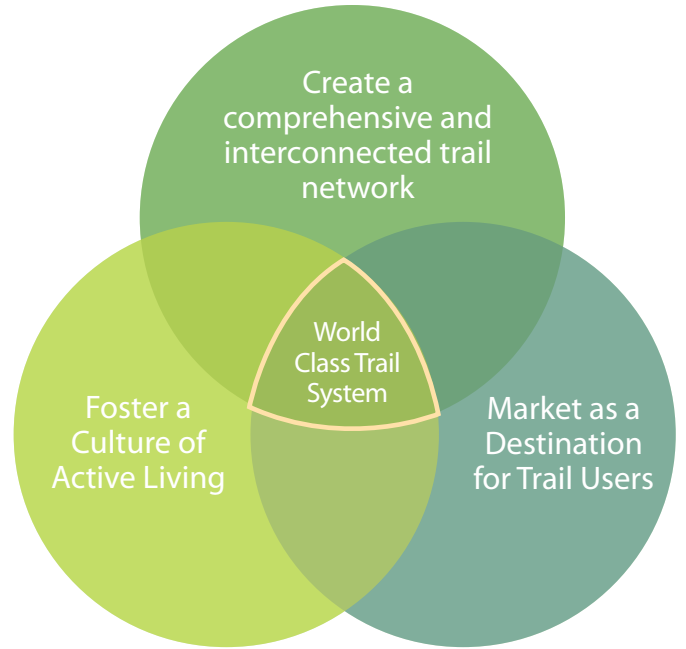 Create a
comprehensive and
interconnected trail
network
World
Class Trail
System
Foster a
Culture of
Active Living
Market as a
Destination
for Trail Users